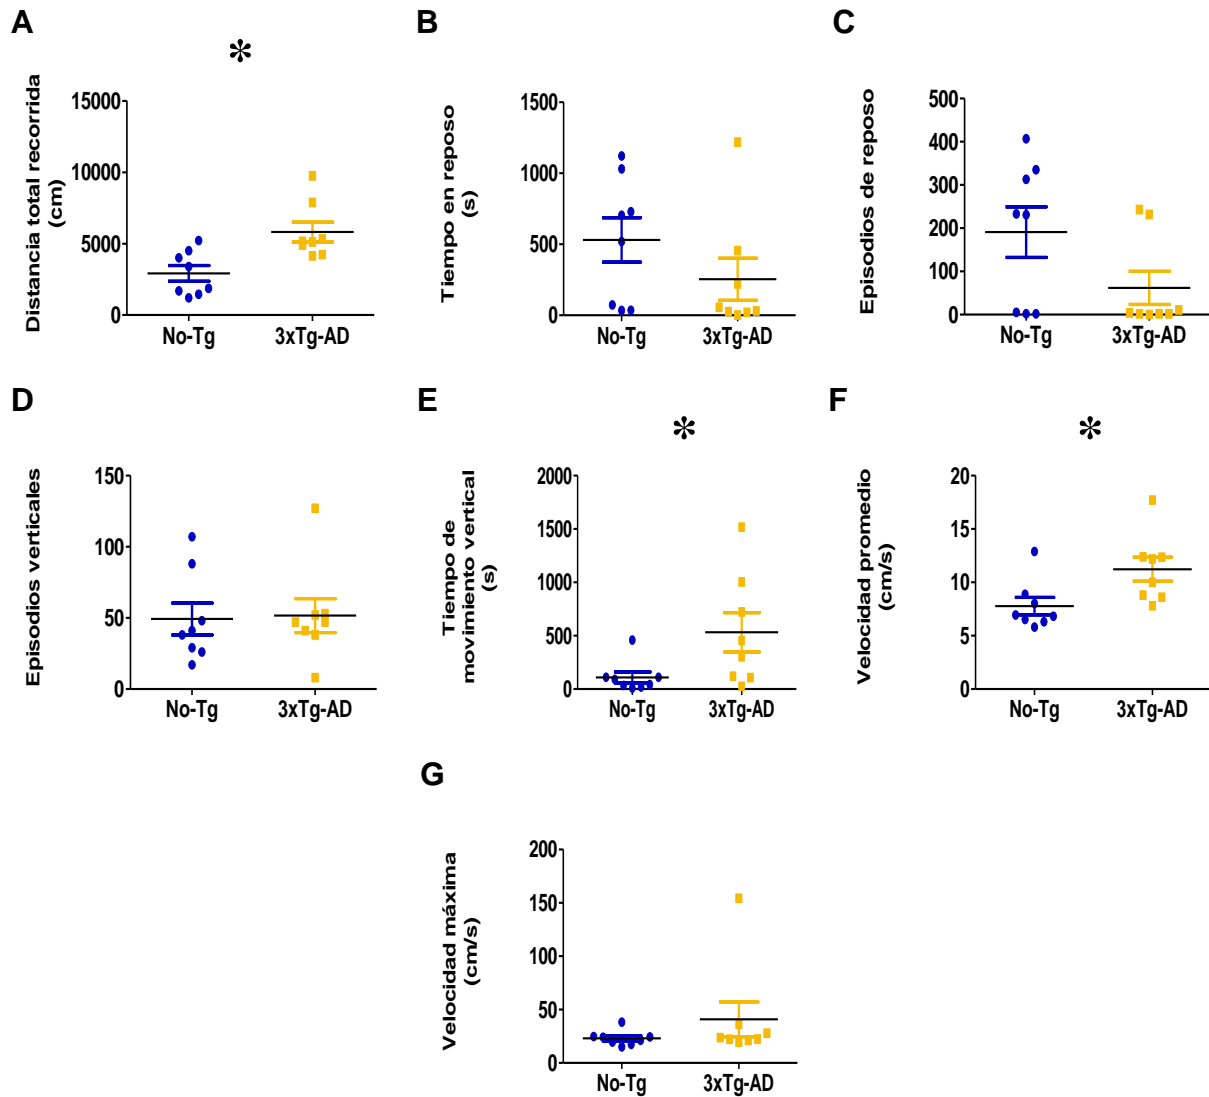 A
*
Distancia total recorrida
(cm)
15000
10000
5000
0
No-Tg
3xTg-AD
B
Tiempo en reposo
(s)
1500
1000
500
0
No-Tg
3xTg-AD
C
Episodios de reposo
500
400
300
200
100
0
No-Tg
3xTg-AD
D
Episodios verticales
150
100
50
0
No-Tg
3xTg-AD
E
*
Tiempo de
movimiento vertical
(s)
2000
1500
1000
500
0
No-Tg
3xTg-AD
F
*
Velocidad promedio
(cm/s)
20
15
10
5
0
No-Tg
3xTg-AD
G
Velocidad máxima
(cm/s)
200
150
100
50
0
No-Tg
3xTg-AD